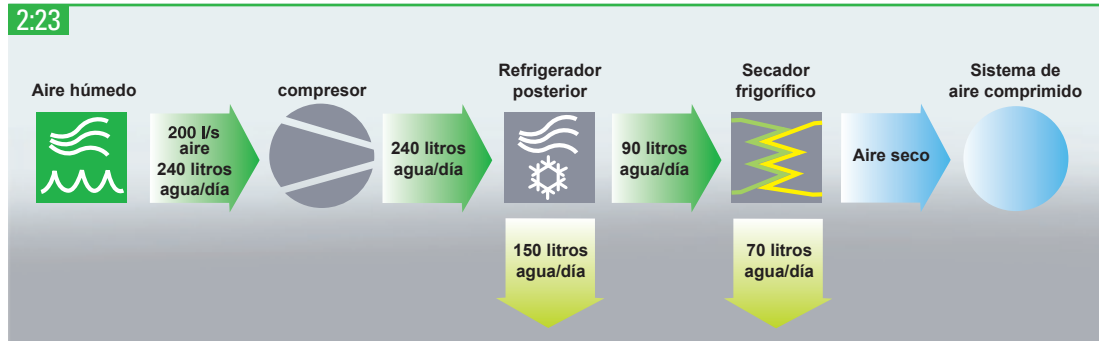 2:23
Aire húmedo
200 l/s
aire
240 litros
agua/día
compresor
240 litros
agua/día
Refrigerador
posterior
150 litros
agua/día
90 litros
agua/día
Secador
frigorífico
70 litros
agua/día
Aire seco
Sistema de
aire comprimido